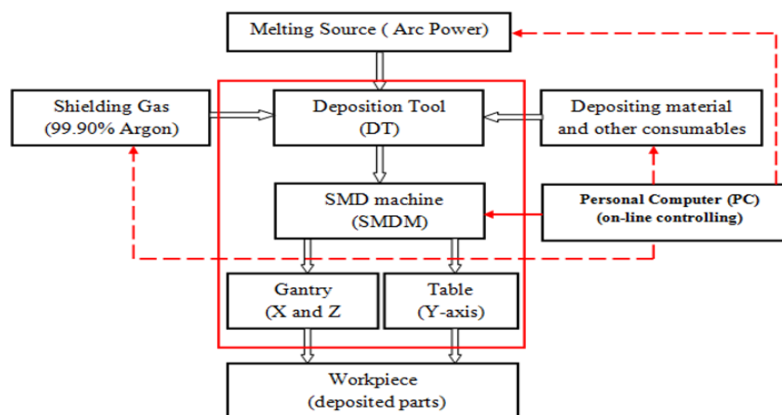 Melting Source ( Arc Power)
Shielding Gas
(99.90% Argon)
Deposition Tool
(DT)
Depositing material
and other consumables
SMD machine
(SMDM)
Personal Computer (PC)
(on-line controlling)
Gantry
(X and Z
Table
(Y-axis)
Workpiece
(deposited parts)